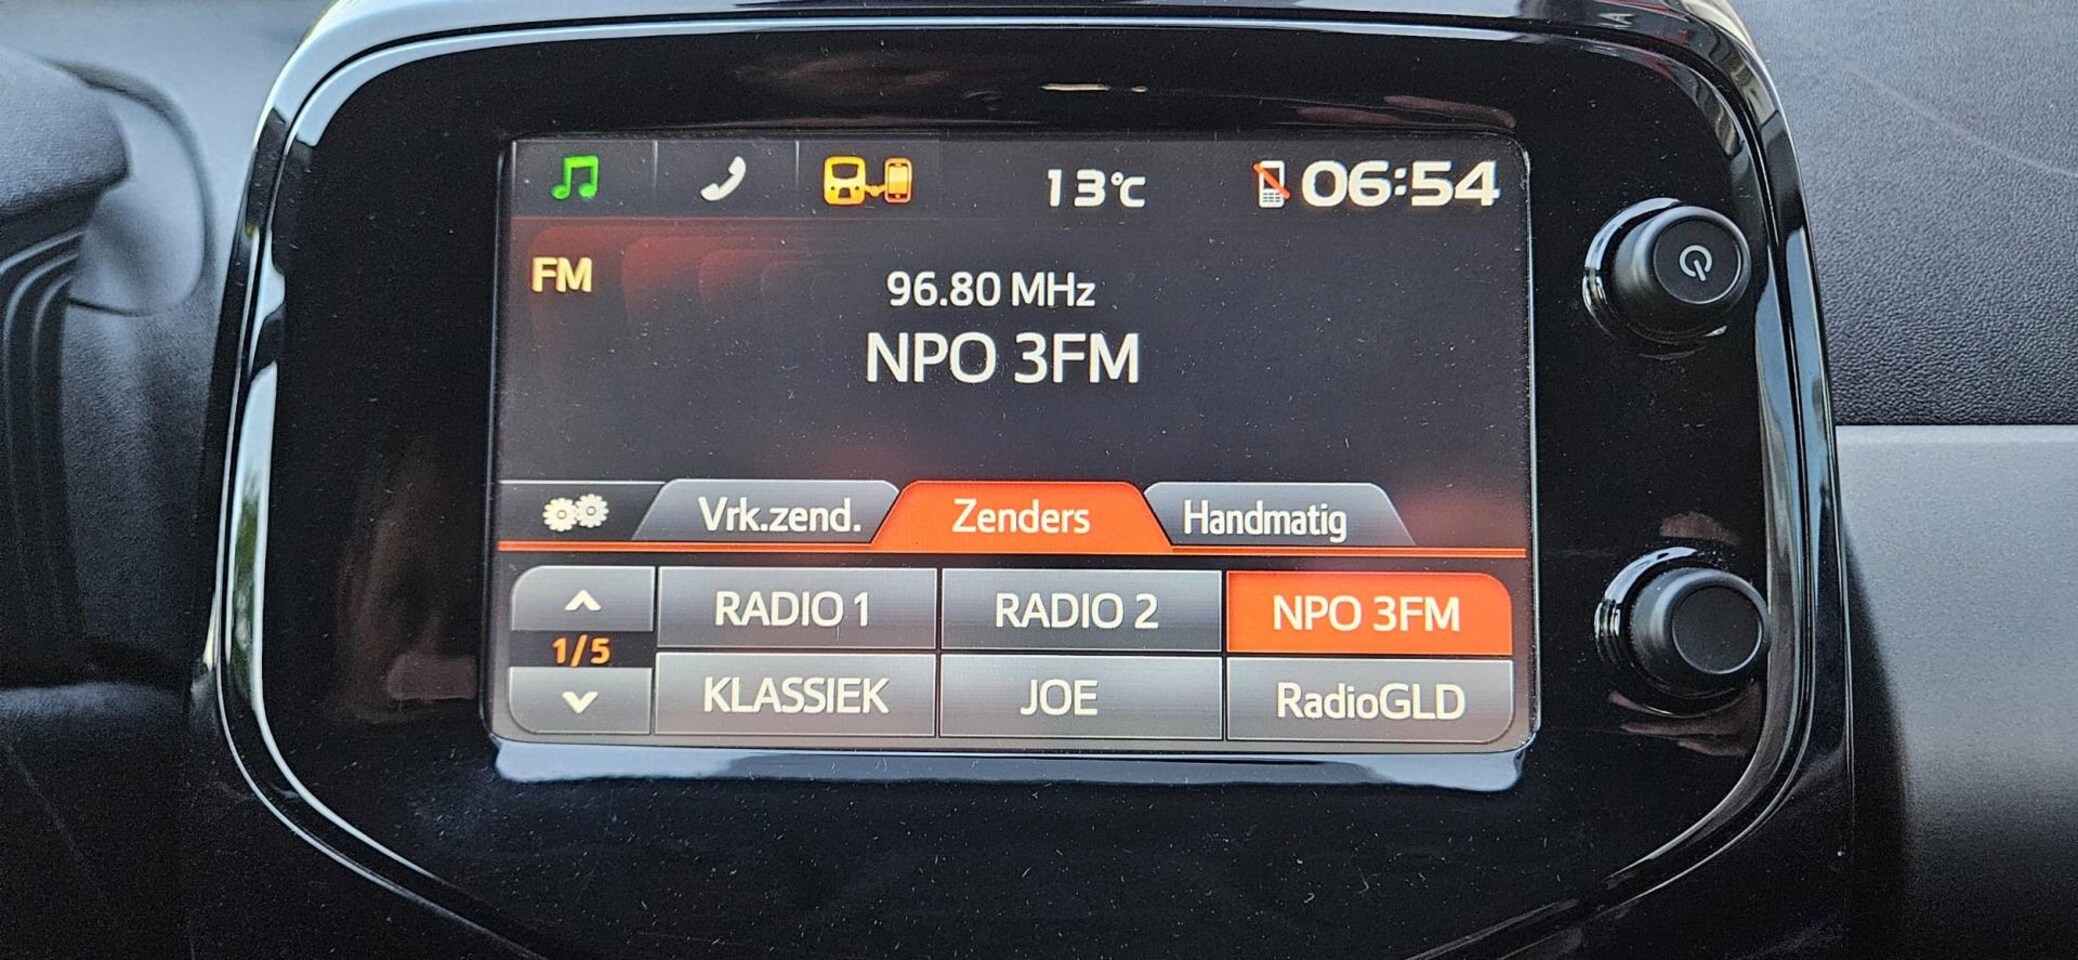 13°C 06:54
FM
96.80 MHz
NPO 3FM
Vrk.zend. Zenders Handmatig
RADIO 1 RADIO 2 NPO 3FM
1/5
KLASSIEK JOE RadioGLD